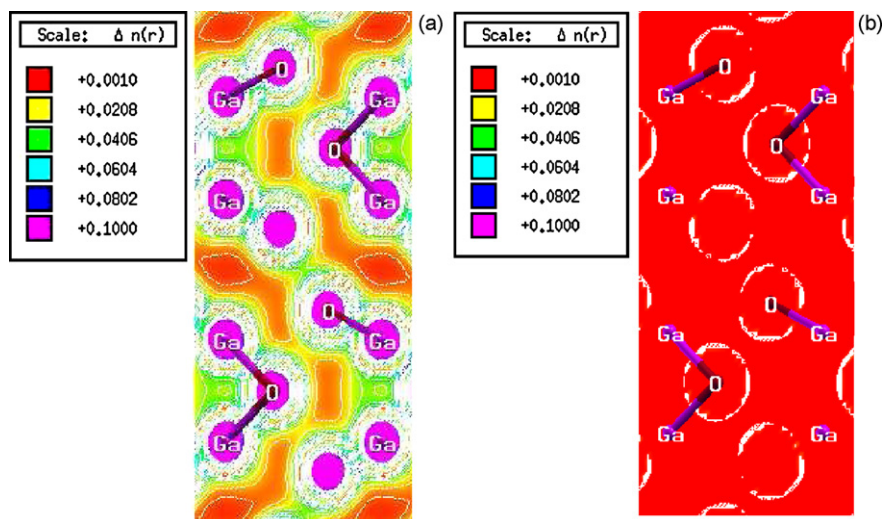 Scale: Δ n(r)
+0.0010
+0.0208
+0.0406
+0.0604
+0.0802
+0.1000
(a)
O
Ga
Ga
O
Ga
Ga
O
Ga
Ga
O
Ga
Ga
Scale: Δ n(r)
+0.0010
+0.0208
+0.0406
+0.0604
+0.0802
+0.1000
(b)
O
Ga
Ga
O
Ga
Ga
O
Ga
Ga
O
Ga
Ga